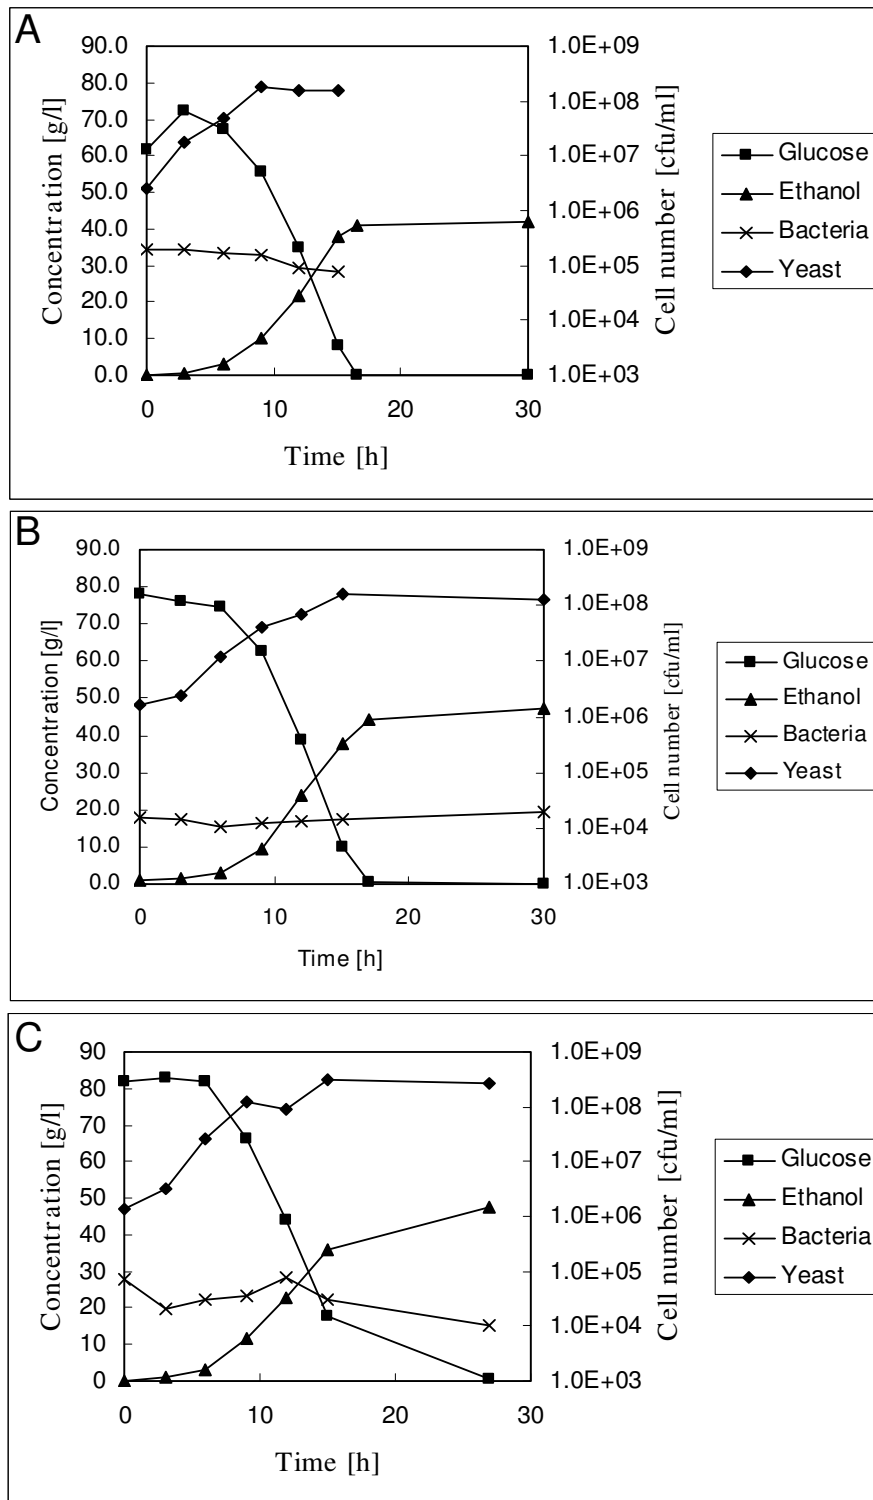 A
90.0
80.0
70.0
60.0
50.0
40.0
30.0
20.0
10.0
0.0
Concentration [g/l]
1.0E+09
1.0E+08
1.0E+07
1.0E+06
1.0E+05
1.0E+04
1.0E+03
Cell number [cfu/ml]
0 10 20 30
Time [h]
Glucose
Ethanol
Bacteria
Yeast
B
90.0
80.0
70.0
60.0
50.0
40.0
30.0
20.0
10.0
0.0
Concentration [g/l]
1.0E+09
1.0E+08
1.0E+07
1.0E+06
1.0E+05
1.0E+04
1.0E+03
Cell number [cfu/ml]
0 10 20 30
Time [h]
Glucose
Ethanol
Bacteria
Yeast
C
90
80
70
60
50
40
30
20
10
0
Concentration [g/l]
1.0E+09
1.0E+08
1.0E+07
1.0E+06
1.0E+05
1.0E+04
1.0E+03
Cell number [cfu/ml]
0 10 20 30
Time [h]
Glucose
Ethanol
Bacteria
Yeast